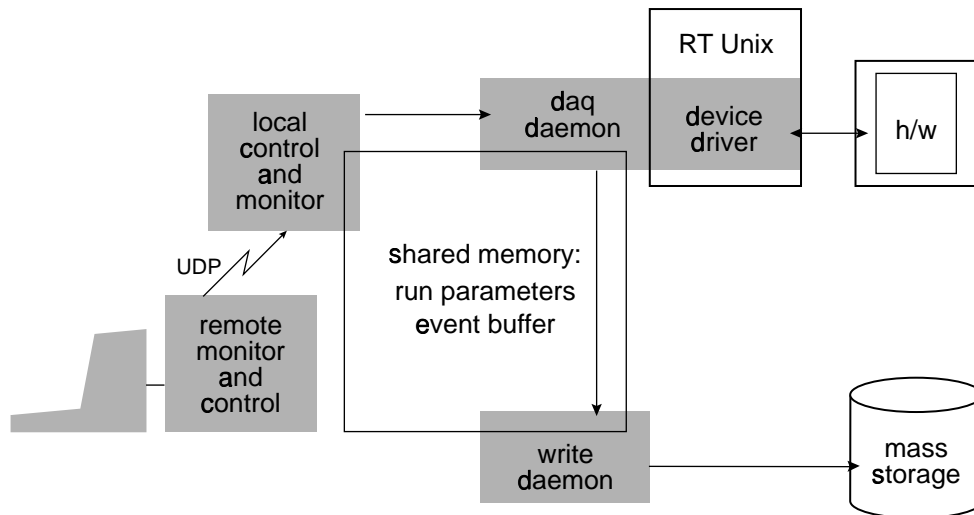 RT Unix
local
control
and
monitor
daq
daemon
device
driver
h/w
UDP
shared memory:
run parameters
event buffer
remote
monitor
and
control
write
daemon
mass
storage